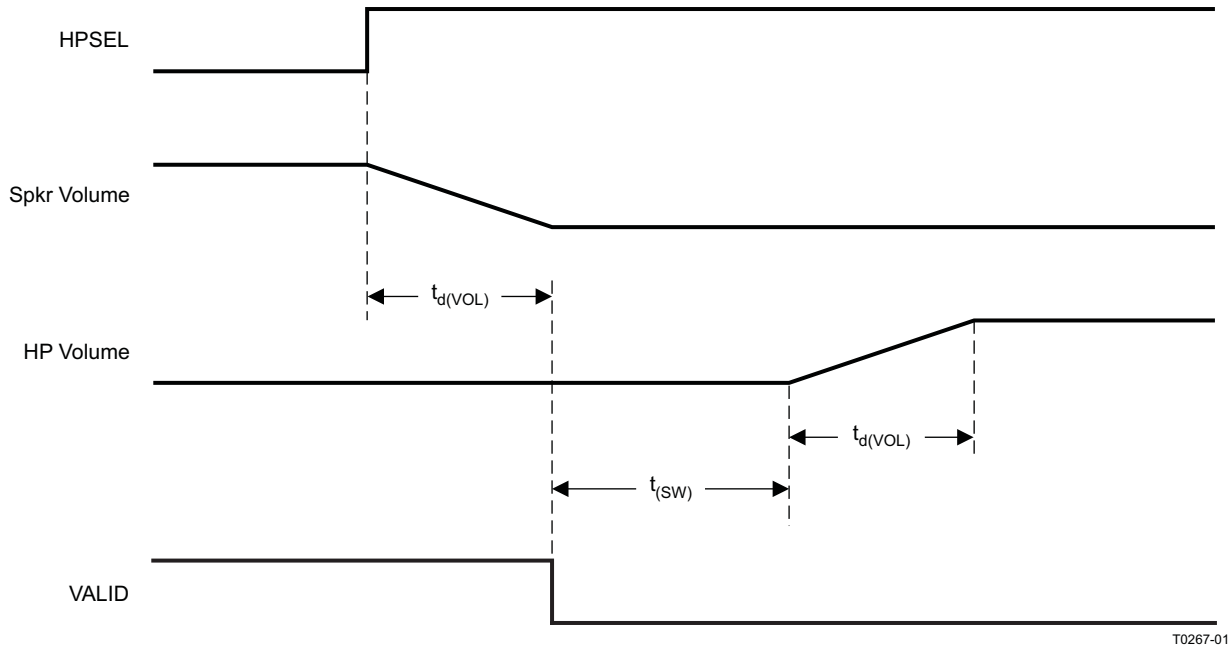 HPSEL
Spkr Volume
td(VOL)
HP Volume
td(VOL)
t(SW)
VALID
T0267-01